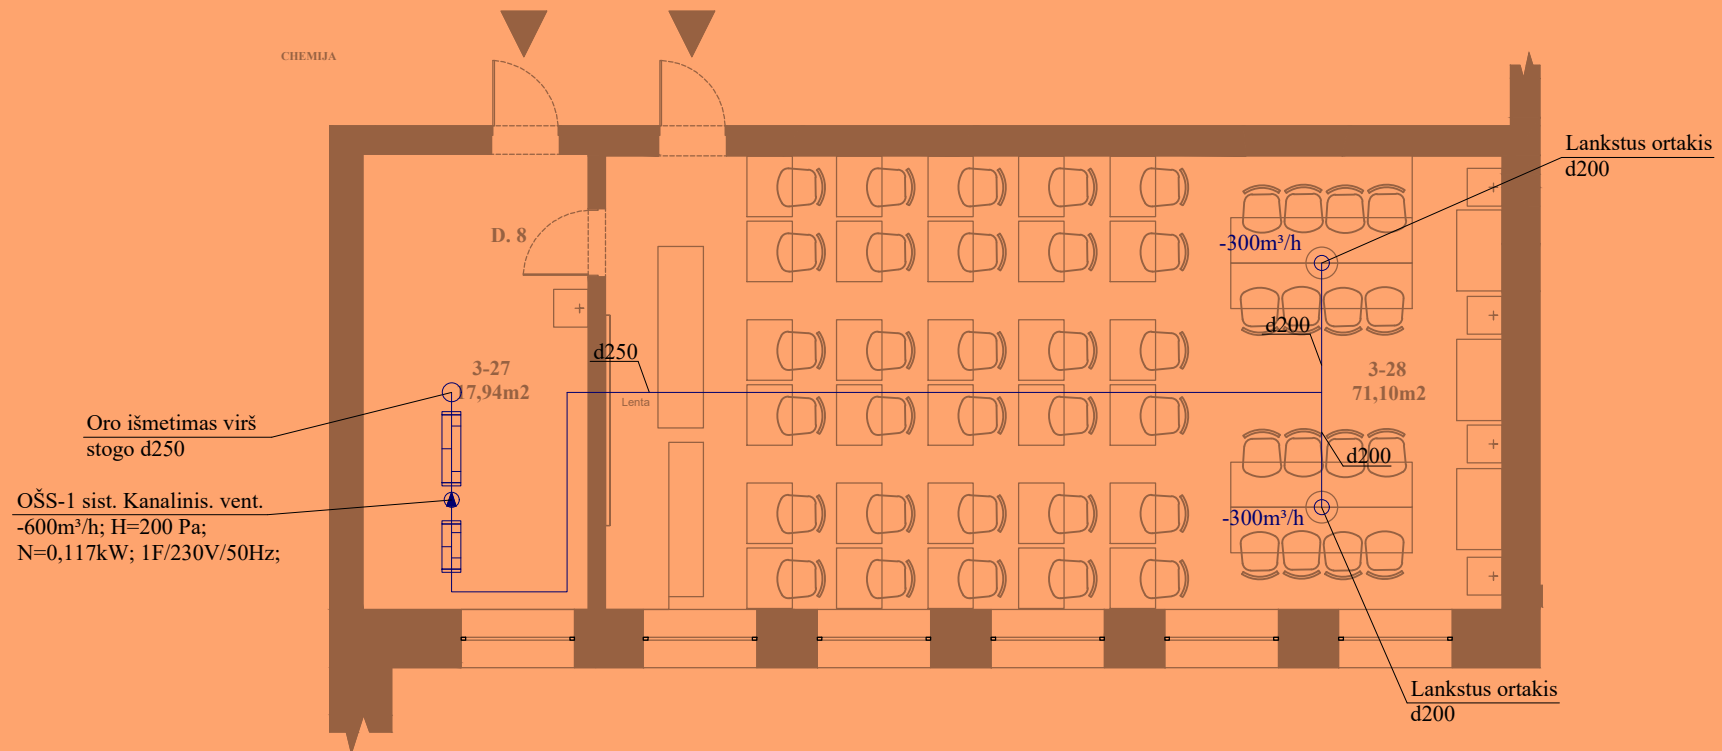 CHEMIJA
Lankstus ortakis
d200
D. 8
-300m³/h
d200
d250
3-27
17,94m2
3-28
71,10m2
Lenta
Oro išmetimas virš
stogo d250
d200
OŠS-1 sist. Kanalinis. vent.
-600m³/h; H=200 Pa;
N=0,117kW; 1F/230V/50Hz;
-300m³/h
Lankstus ortakis
d200